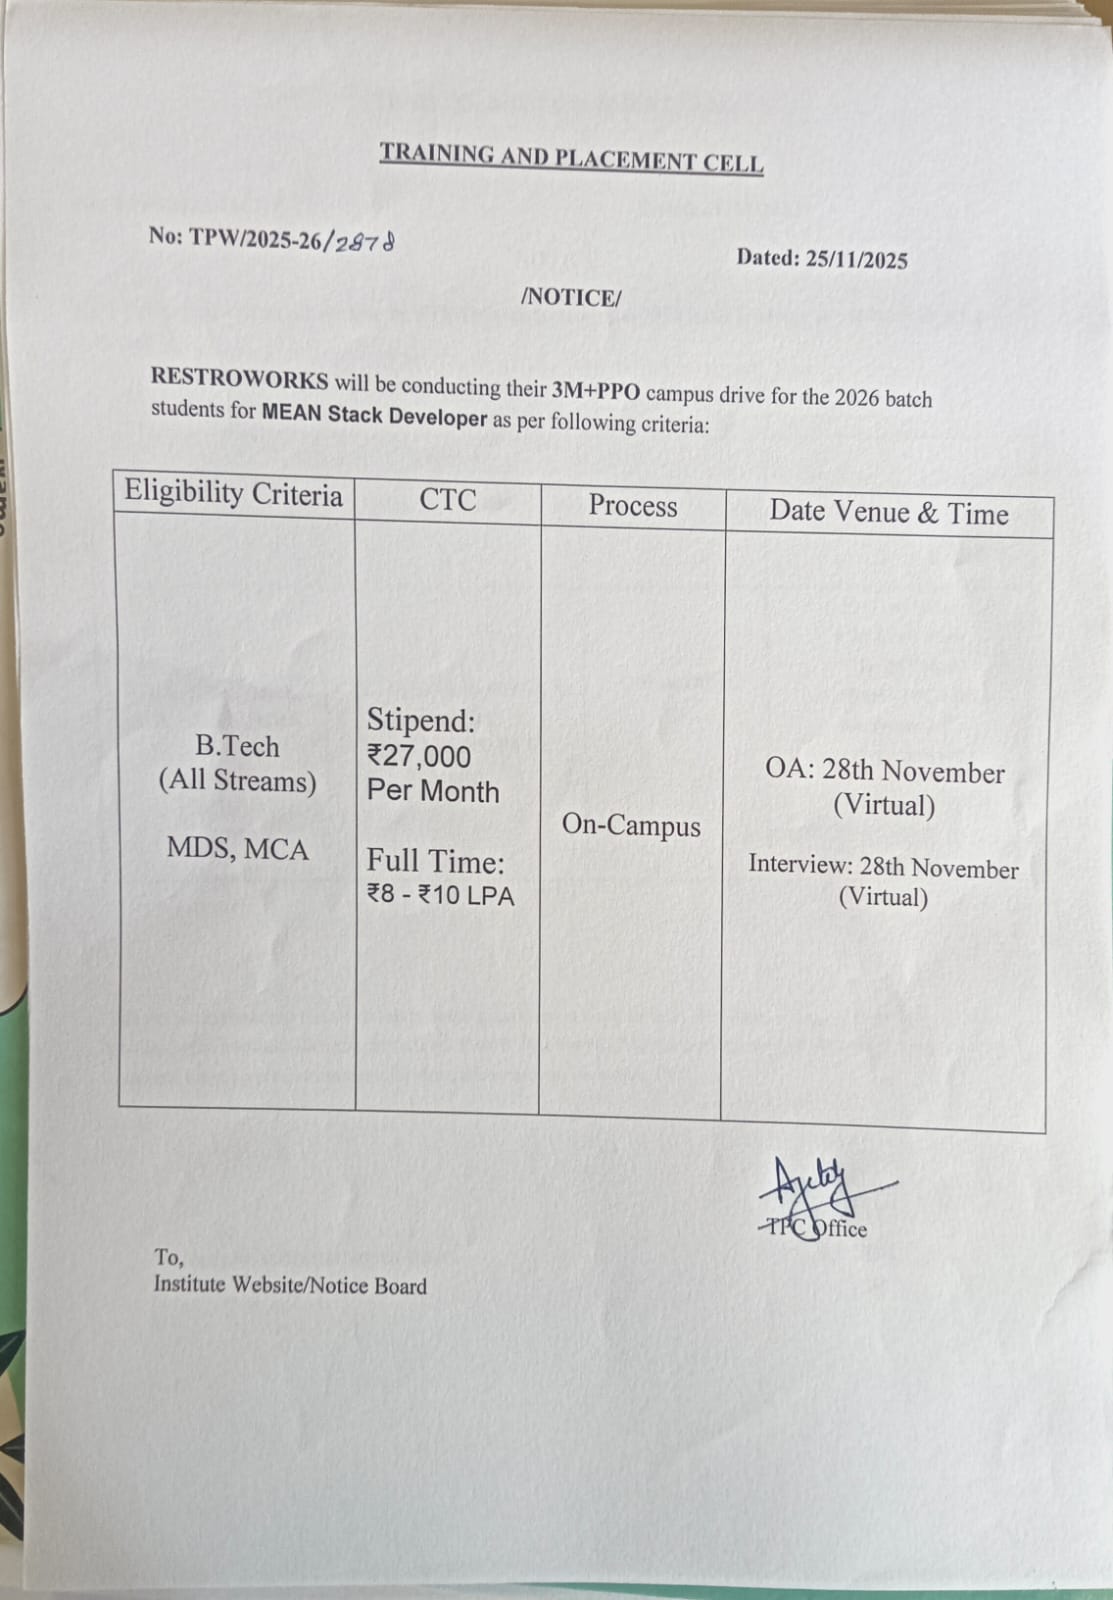 TRAINING AND PLACEMENT CELL
No: TPW/2025-26/2878
Dated: 25/11/2025
/NOTICE/
RESTROWORKS will be conducting their 3M+PPO campus drive for the 2026 batch
students for MEAN Stack Developer as per following criteria:
Eligibility Criteria
CTC
Process
Date Venue & Time
B.Tech
(All Streams)
MDS, MCA
Stipend:
₹27,000
Per Month
Full Time:
₹8 - ₹10 LPA
On-Campus
OA: 28th November
(Virtual)
Interview: 28th November
(Virtual)
TPC Office
To,
Institute Website/Notice Board